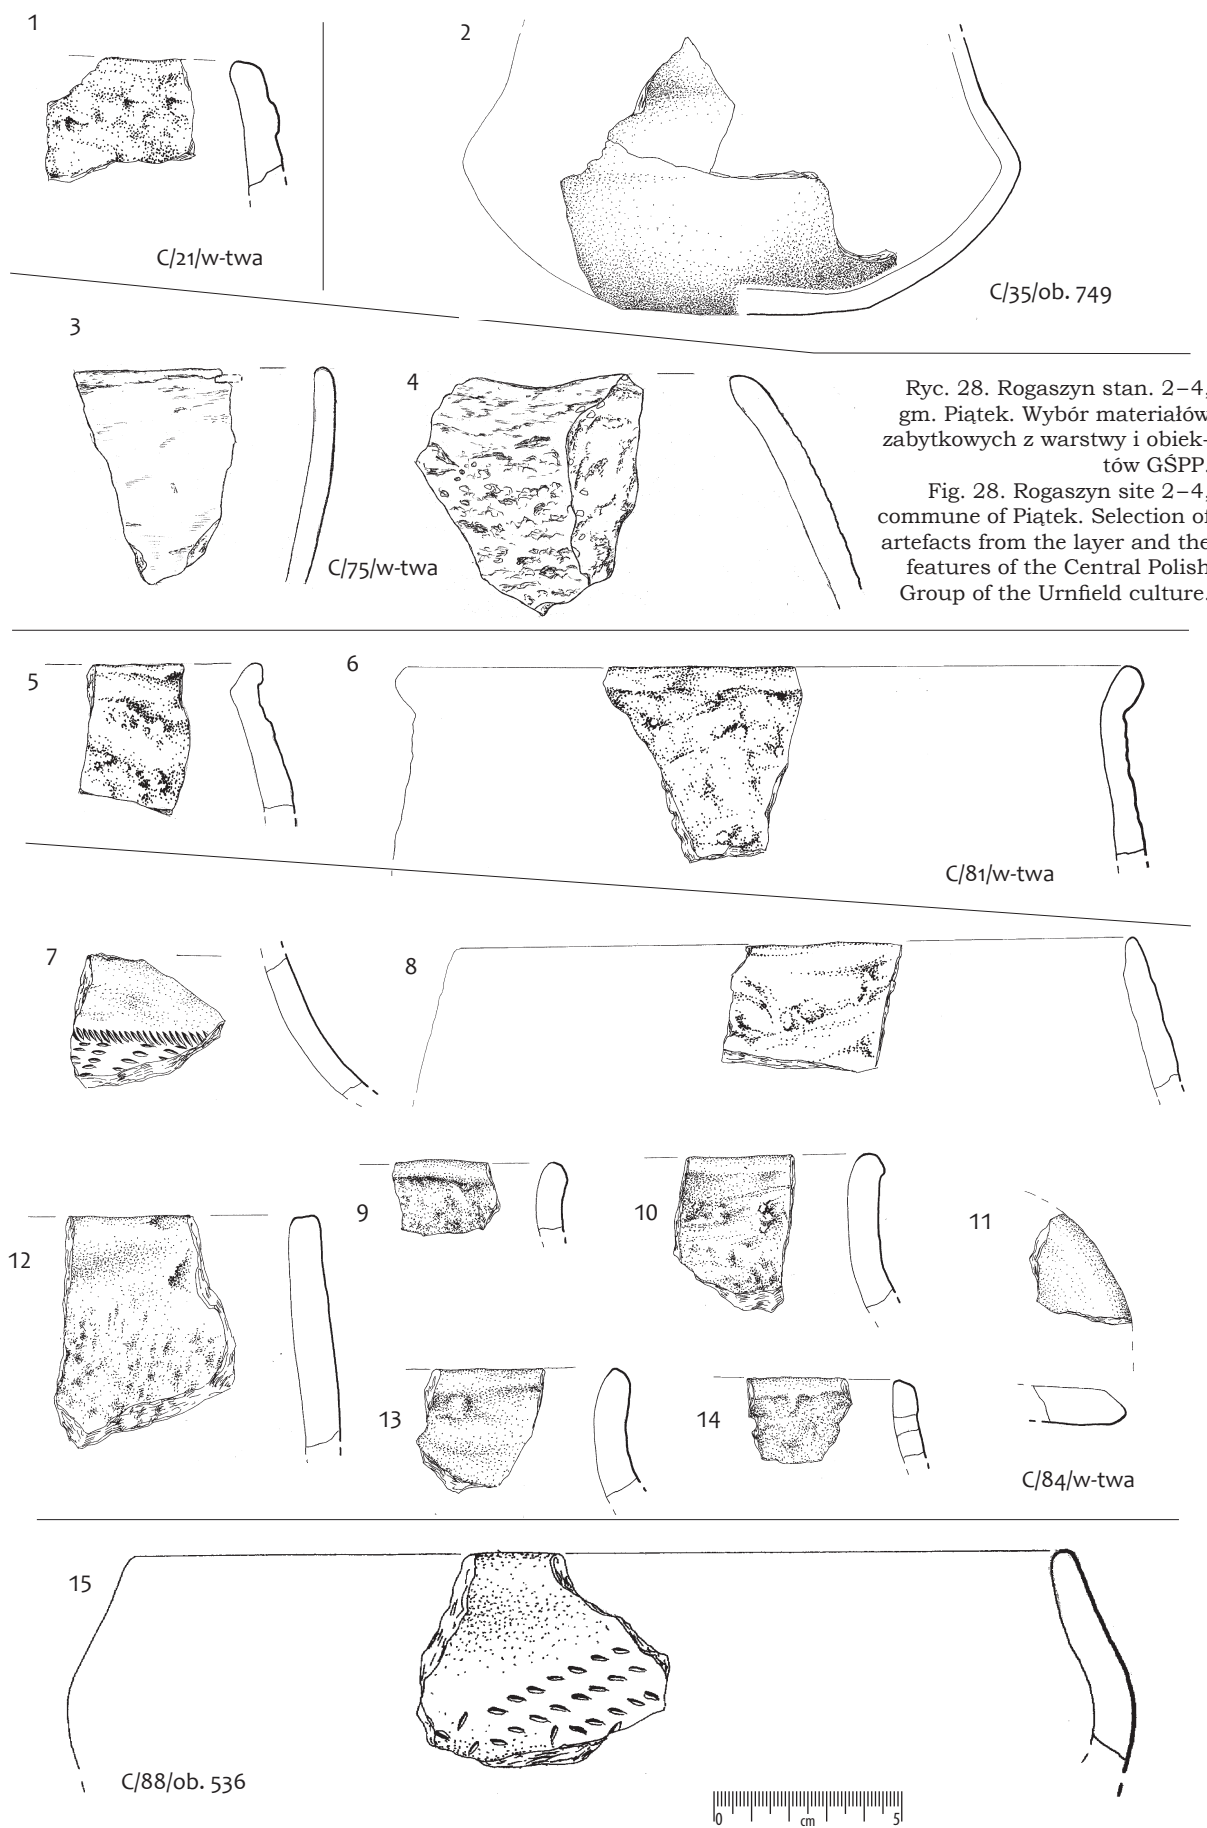 1
2
C/21/w-twa
C/35/ob. 749
3
4
C/75/w-twa
Ryc. 28. Rogaszyn stan. 2–4,
gm. Piątek. Wybór materiałów
zabytkowych z warstwy i obiek-
tów GŚPP.
Fig. 28. Rogaszyn site 2–4,
commune of Piątek. Selection of
artefacts from the layer and the
features of the Central Polish
Group of the Urnfield culture.
5
6
C/81/w-twa
7
8
9
10
11
12
13
14
C/84/w-twa
15
C/88/ob. 536
0 cm 5